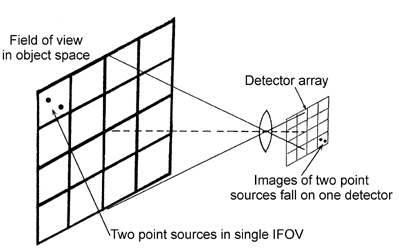 Field of view
in object space
Detector array
Images of two point
sources fall on one detector
Two point sources in single IFOV